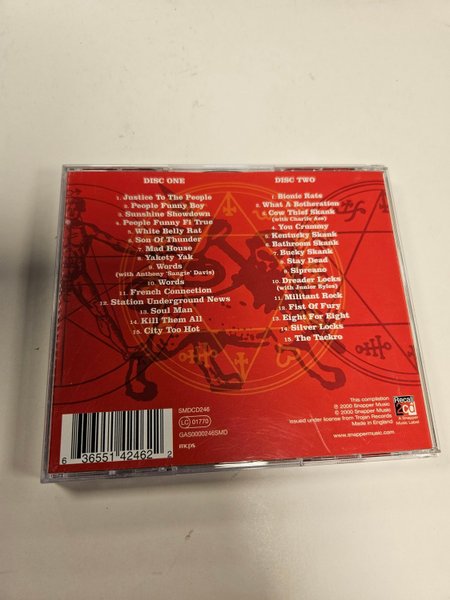 DISC ONE
1. Justice To The People
2. People Funny Boy
3. Sunshine Showdown
4. People Funny Fi True
5. White Belly Rat
6. Son Of Thunder
7. Mad House
8. Yakety Yak
9. Words
(with Anthony 'Sangie' Davis)
10. Words
11. French Connection
12. Station Underground News
13. Soul Man
14. Kill Them All
15. City Too Hot
DISC TWO
1. Bionic Rats
2. What A Botheration
3. Cow Thief Skank
(with Charlie Ace)
4. You Crummy
5. Kentucky Skank
6. Bathroom Skank
7. Bucky Skank
8. Stay Dead
9. Sipreano
10. Dreader Locks
(with Junior Byles)
11. Militant Rock
12. Fist Of Fury
13. Eight For Eight
14. Silver Locks
15. The Tackro
6 36551 42462 2
SMDCD246
LC 01770
GAS0000246SMD
mcps
This compilation
℗ 2000 Snapper Music
© 2000 Snapper Music
issued under license from Trojan Records
Made in England
www.snappermusic.com
Recall
2cd
A Snapper
Music Label